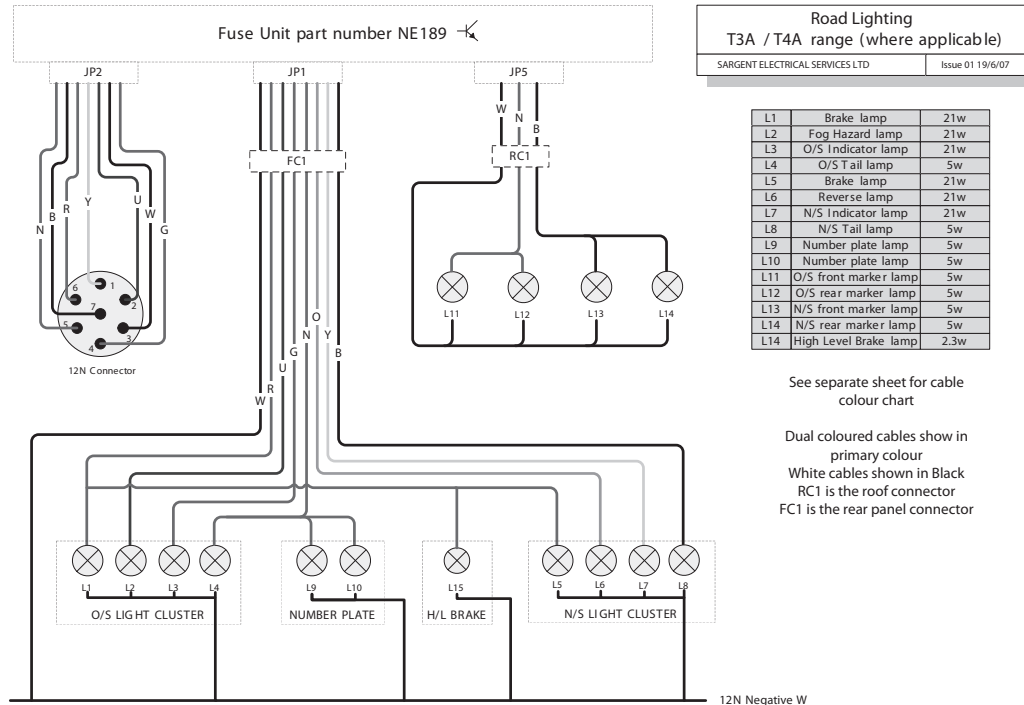 Fuse Unit part number NE189
Road Lighting
T3A / T4A range (where applicable)
SARGENT ELECTRICAL SERVICES LTD Issue 01 19/6/07
JP2 JP1 JP5
W N B
FC1 RC1
N B R Y U W G
6 1
7 2
5 3
4
12N Connector
L11 L12 L13 L14
W R U G N O Y B
L1 Brake lamp 21w
L2 Fog Hazard lamp 21w
L3 O/S Indicator lamp 21w
L4 O/S Tail lamp 5w
L5 Brake lamp 21w
L6 Reverse lamp 21w
L7 N/S Indicator lamp 21w
L8 N/S Tail lamp 5w
L9 Number plate lamp 5w
L10 Number plate lamp 5w
L11 O/S front marker lamp 5w
L12 O/S rear marker lamp 5w
L13 N/S front marker lamp 5w
L14 N/S rear marker lamp 5w
L14 High Level Brake lamp 2.3w
See separate sheet for cable
colour chart
Dual coloured cables show in
primary colour
White cables shown in Black
RC1 is the roof connector
FC1 is the rear panel connector
L1 L2 L3 L4 L9 L10 L15 L5 L6 L7 L8
O/S LIGHT CLUSTER NUMBER PLATE H/L BRAKE N/S LIGHT CLUSTER
12N Negative W